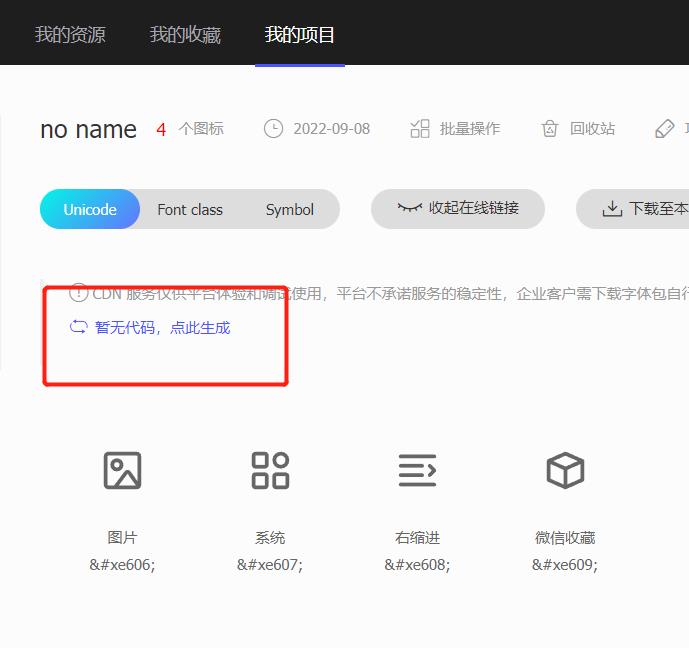 我的资源 我的收藏 我的项目
no name 4 个图标 2022-09-08 批量操作 回收站
Unicode Font class Symbol 收起在线链接 下载至本
CDN 服务仅供平台体验和调试使用，平台不承诺服务的稳定性，企业客户需下载字体包自行
暂无代码，点此生成
图片 系统 右缩进 微信收藏
&#xe606; &#xe607; &#xe608; &#xe609;